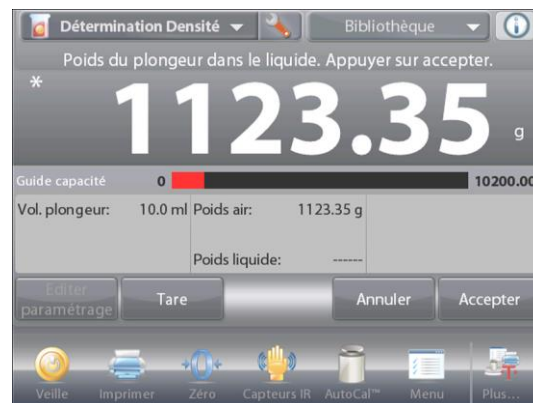 Détermination Densité Bibliothèque
Poids du plongeur dans le liquide. Appuyer sur accepter.
* 1123.35 g
Guide capacité 0 10200.00
Vol. plongeur: 10.0 ml Poids air: 1123.35 g
Poids liquide: ------
Editer paramétrage Tare Annuler Accepter
Veille Imprimer Zéro Capteurs IR AutoCal™ Menu Plus...